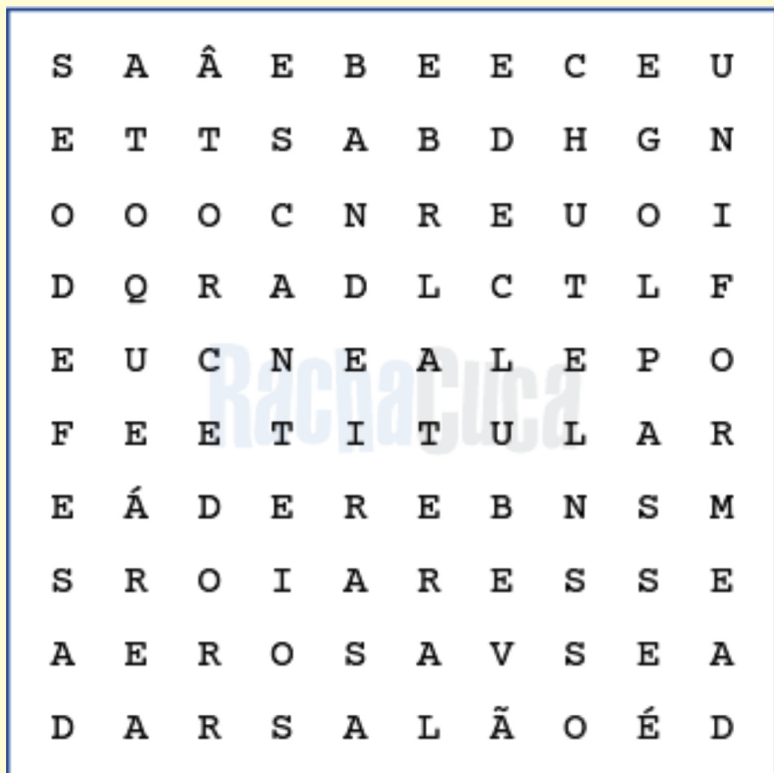 S A Â E B E E C E U
E T T S A B D H G N
O O O C N R E U O I
D Q R A D L C T L F
E U C N E A L E P O
F E E T I T U L A R
E Á D E R E B N S M
S R O I A R E S S E
A E R O S A V S E A
D A R S A L Ã O É D
RachaCuca